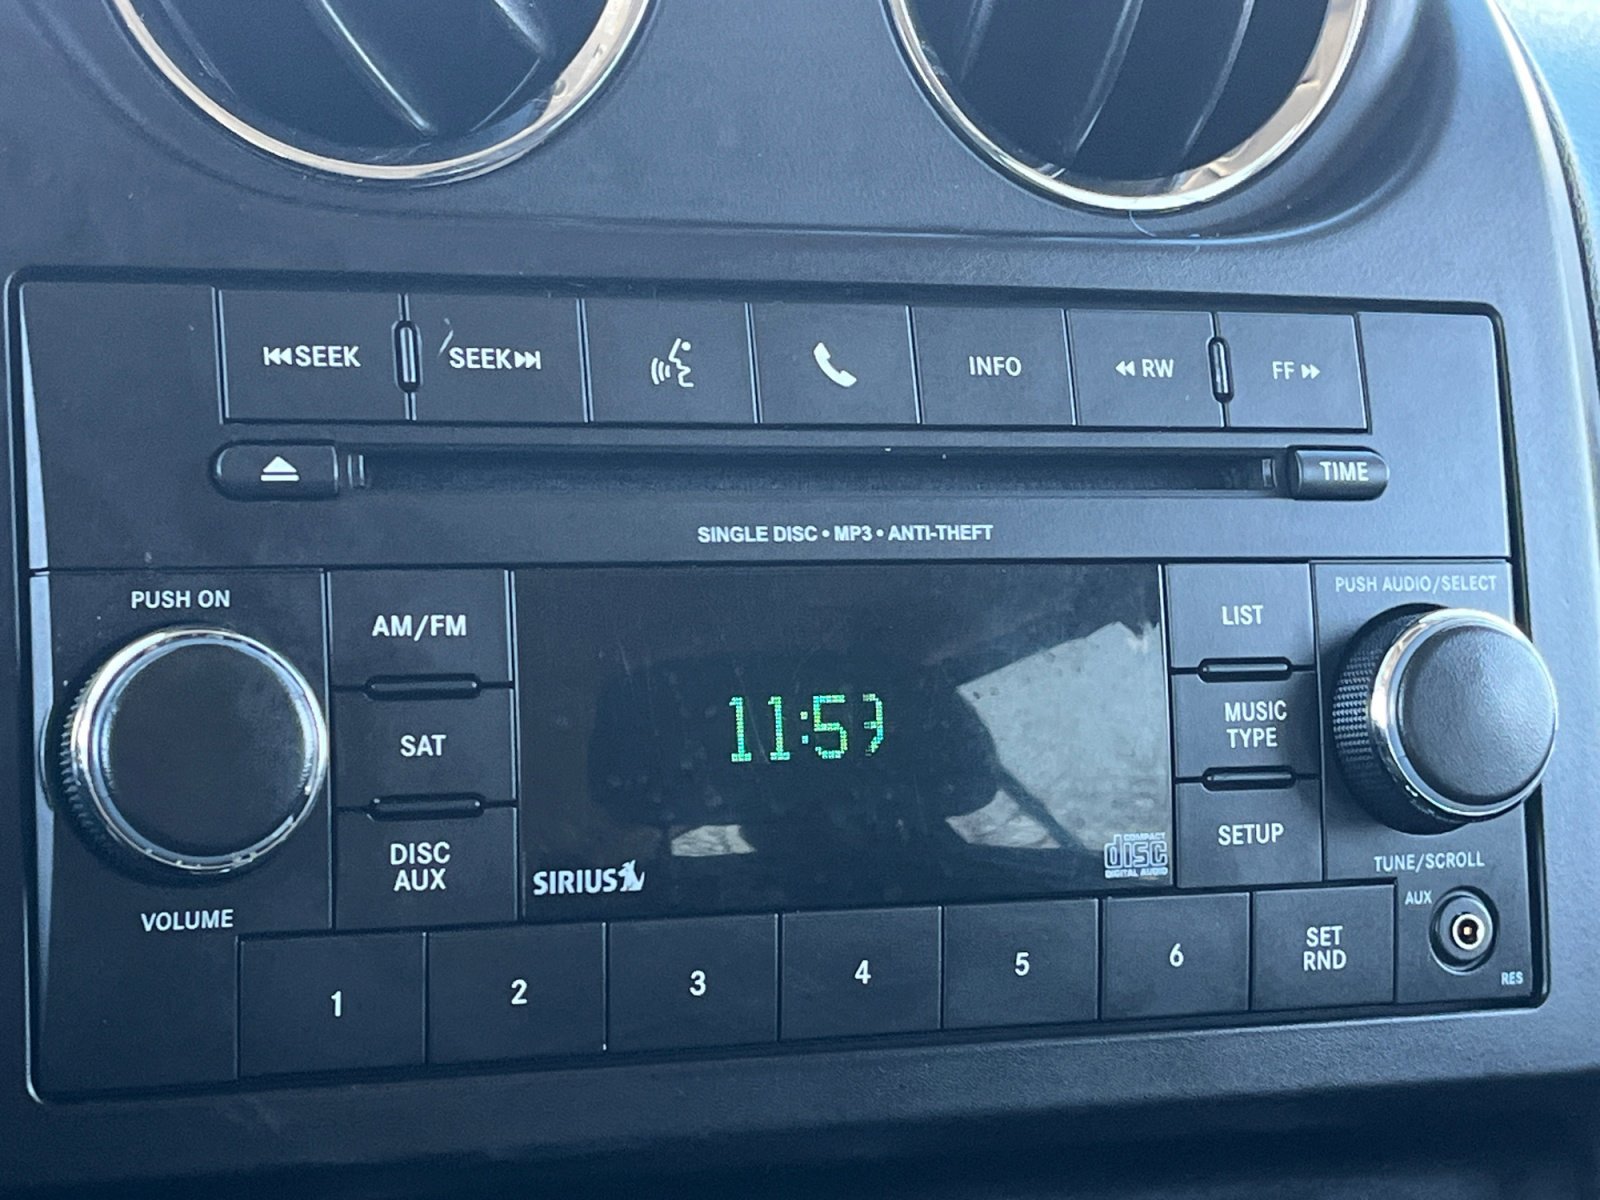 SEEK
SEEK
INFO
RW
FF
TIME
SINGLE DISC • MP3 • ANTI-THEFT
PUSH ON
AM/FM
LIST
PUSH AUDIO/SELECT
11:53
SAT
MUSIC
TYPE
DISC
AUX
SETUP
SIRIUS
COMPACT
disc
DIGITAL AUDIO
TUNE/SCROLL
VOLUME
1
2
3
4
5
6
SET
RND
AUX
RES